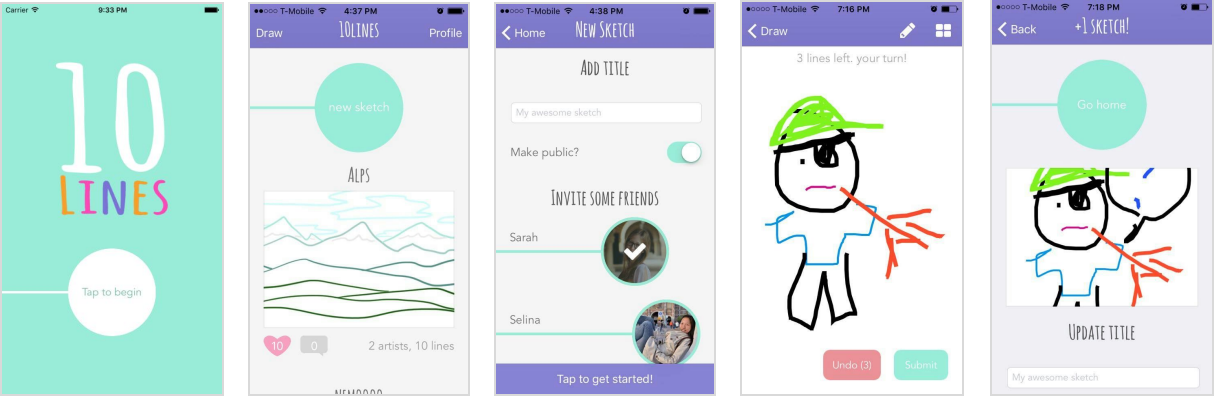 Carrier 9:33 PM
10
LINES
Tap to begin
T-Mobile 4:37 PM
Draw 10LINES Profile
new sketch
ALPS
10 0 2 artists, 10 lines
T-Mobile 4:38 PM
Home NEW SKETCH
ADD TITLE
My awesome sketch
Make public?
INVITE SOME FRIENDS
Sarah
Selina
Tap to get started!
T-Mobile 7:16 PM
Draw
3 lines left. your turn!
Undo (3) Submit
T-Mobile 7:18 PM
Back +1 SKETCH!
Go home
UPDATE TITLE
My awesome sketch